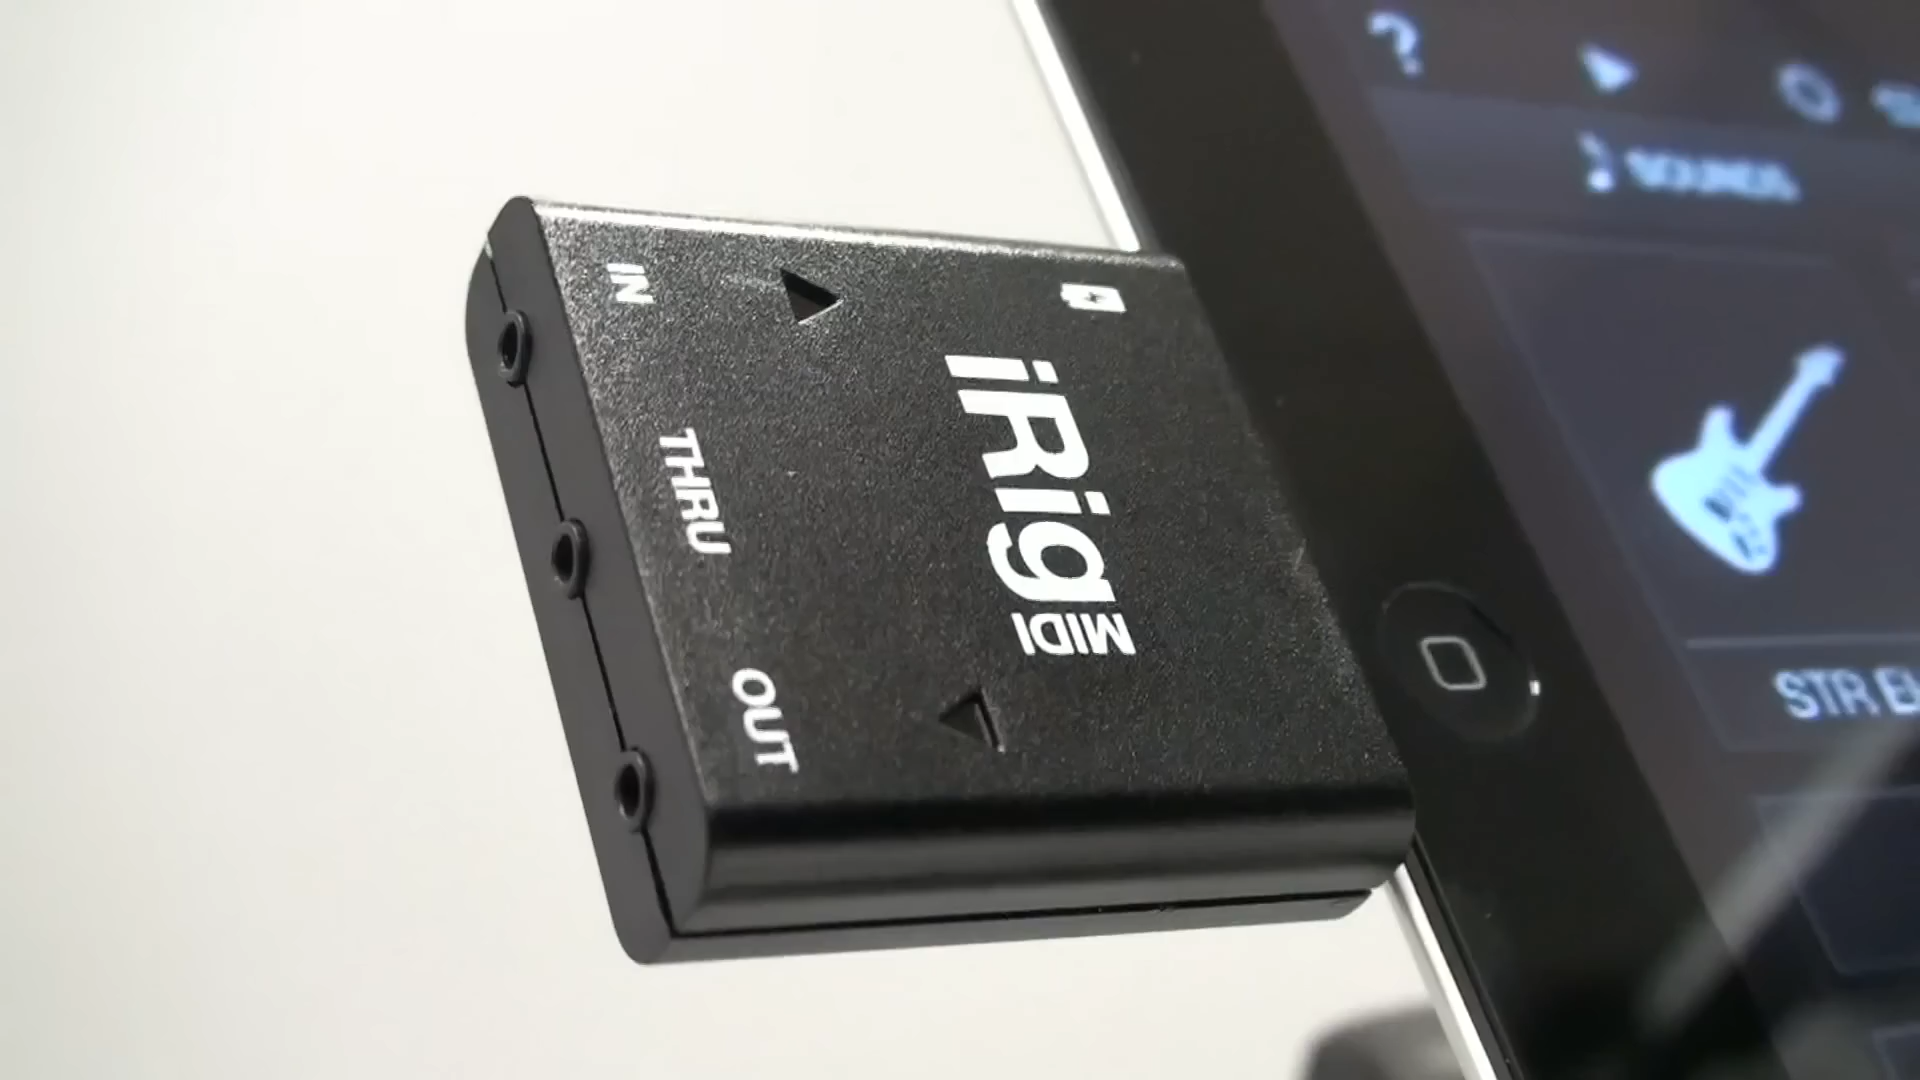 IN
THRU
OUT
iRig MIDI
?
SOUNDS
STR